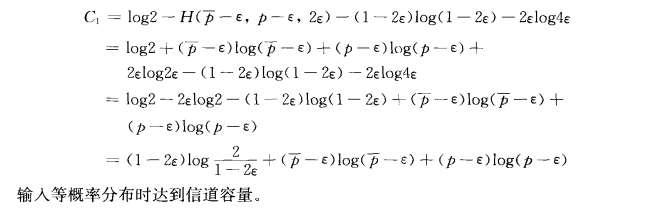 C₁ = log2 − H(p̅ − ε, p − ε, 2ε) − (1 − 2ε)log(1 − 2ε) − 2εlog4ε
= log2 + (p̅ − ε)log(p̅ − ε) + (p − ε)log(p − ε) +
2εlog2ε − (1 − 2ε)log(1 − 2ε) − 2εlog4ε
= log2 − 2εlog2 − (1 − 2ε)log(1 − 2ε) + (p̅ − ε)log(p̅ − ε) +
(p − ε)log(p − ε)
= (1 − 2ε)log 2/(1 − 2ε) + (p̅ − ε)log(p̅ − ε) + (p − ε)log(p − ε)
输入等概率分布时达到信道容量。